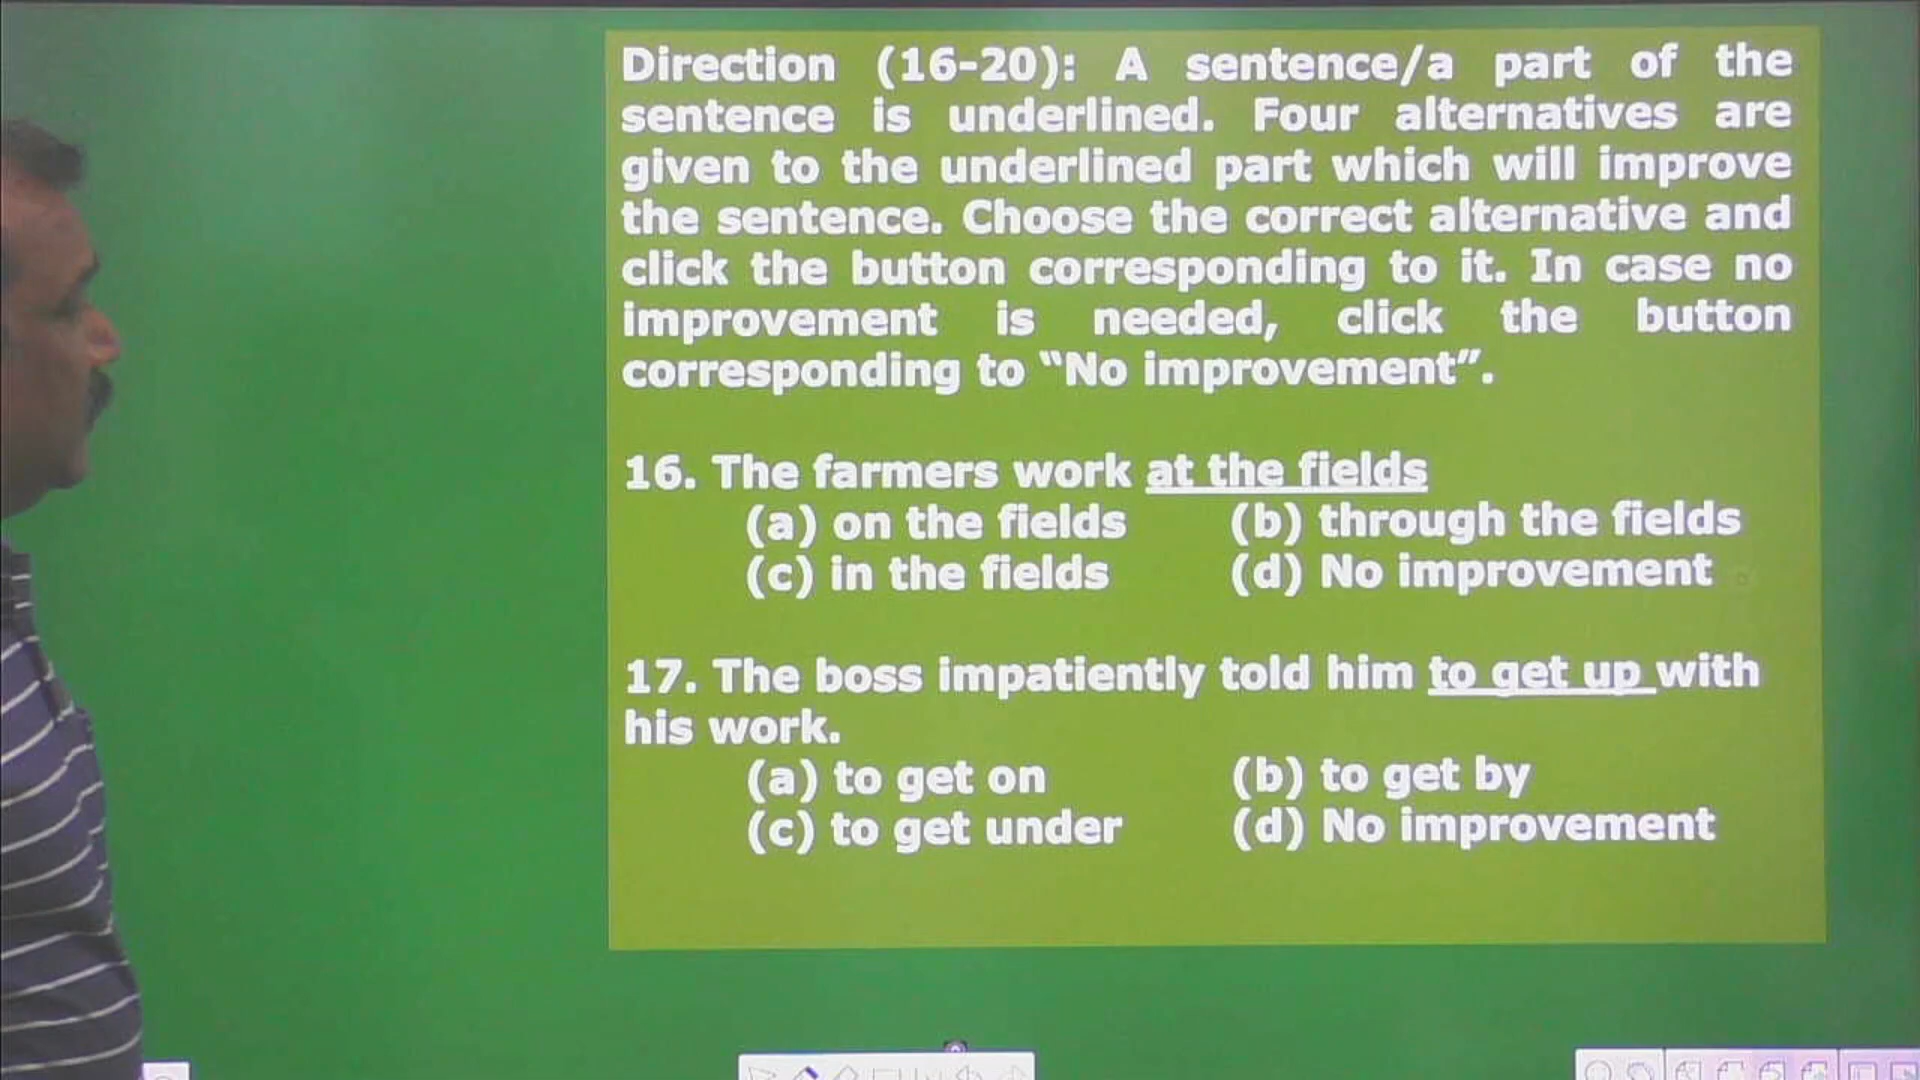 Direction (16-20): A sentence/a part of the
sentence is underlined. Four alternatives are
given to the underlined part which will improve
the sentence. Choose the correct alternative and
click the button corresponding to it. In case no
improvement is needed, click the button
corresponding to “No improvement”.
16. The farmers work at the fields
(a) on the fields (b) through the fields
(c) in the fields (d) No improvement
17. The boss impatiently told him to get up with
his work.
(a) to get on (b) to get by
(c) to get under (d) No improvement